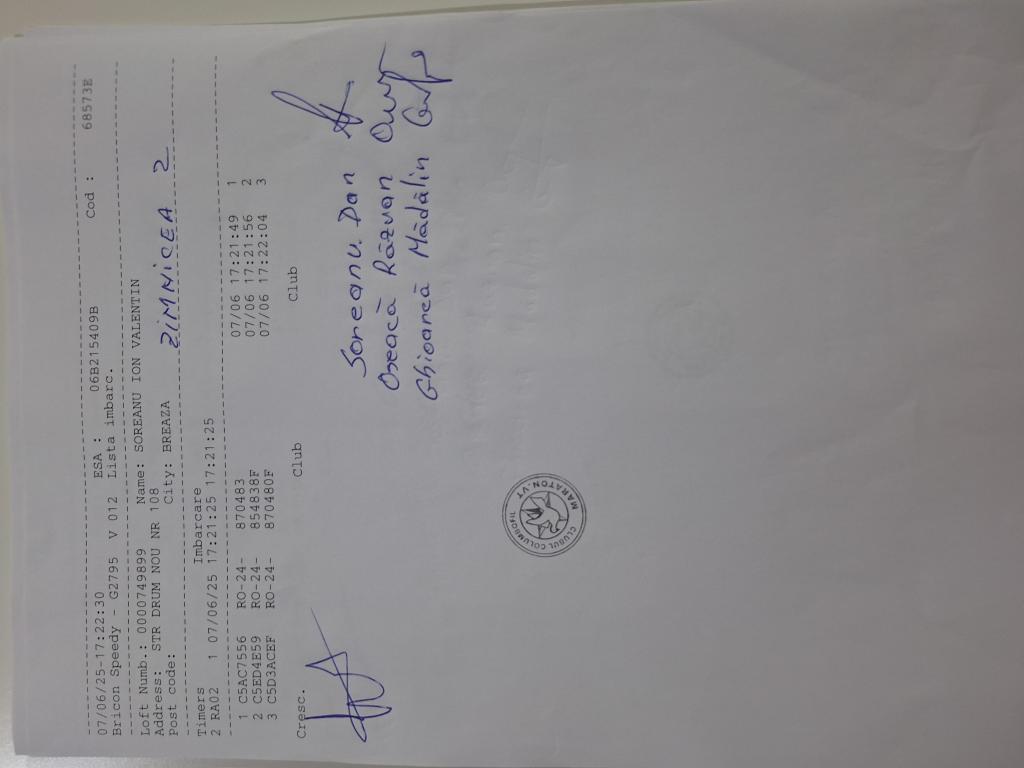 --------------------------------------------------------------------------------
07/06/25-17:22:30 ESA : 06B215409B Cod : 68573E
Bricon Speedy - G2795 V 012 Lista imbarc.
--------------------------------------------------------------------------------
Loft Numb.: 0000749899 Name: SOREANU ION VALENTIN
Address: STR DRUM NOU NR 108
Post code: City: BREAZA ZIMNICEA 2
--------------------------------------------------------------------------------
Timers Imbarcare
2 RA02 1 07/06/25 17:21:25 17:21:25
--------------------------------------------------------------------------------
1 C5AC7556 RO-24- 870483 07/06 17:21:49 1
2 C5ED4E59 RO-24- 854838F 07/06 17:21:56 2
3 C5D3ACEF RO-24- 870480F 07/06 17:22:04 3
Cresc. Club Club
Soreanu Dan
Oseacă Răzvan
Ghioarcă Mădălin
CLUBUL COLUMBOFIL
MARATON.VT